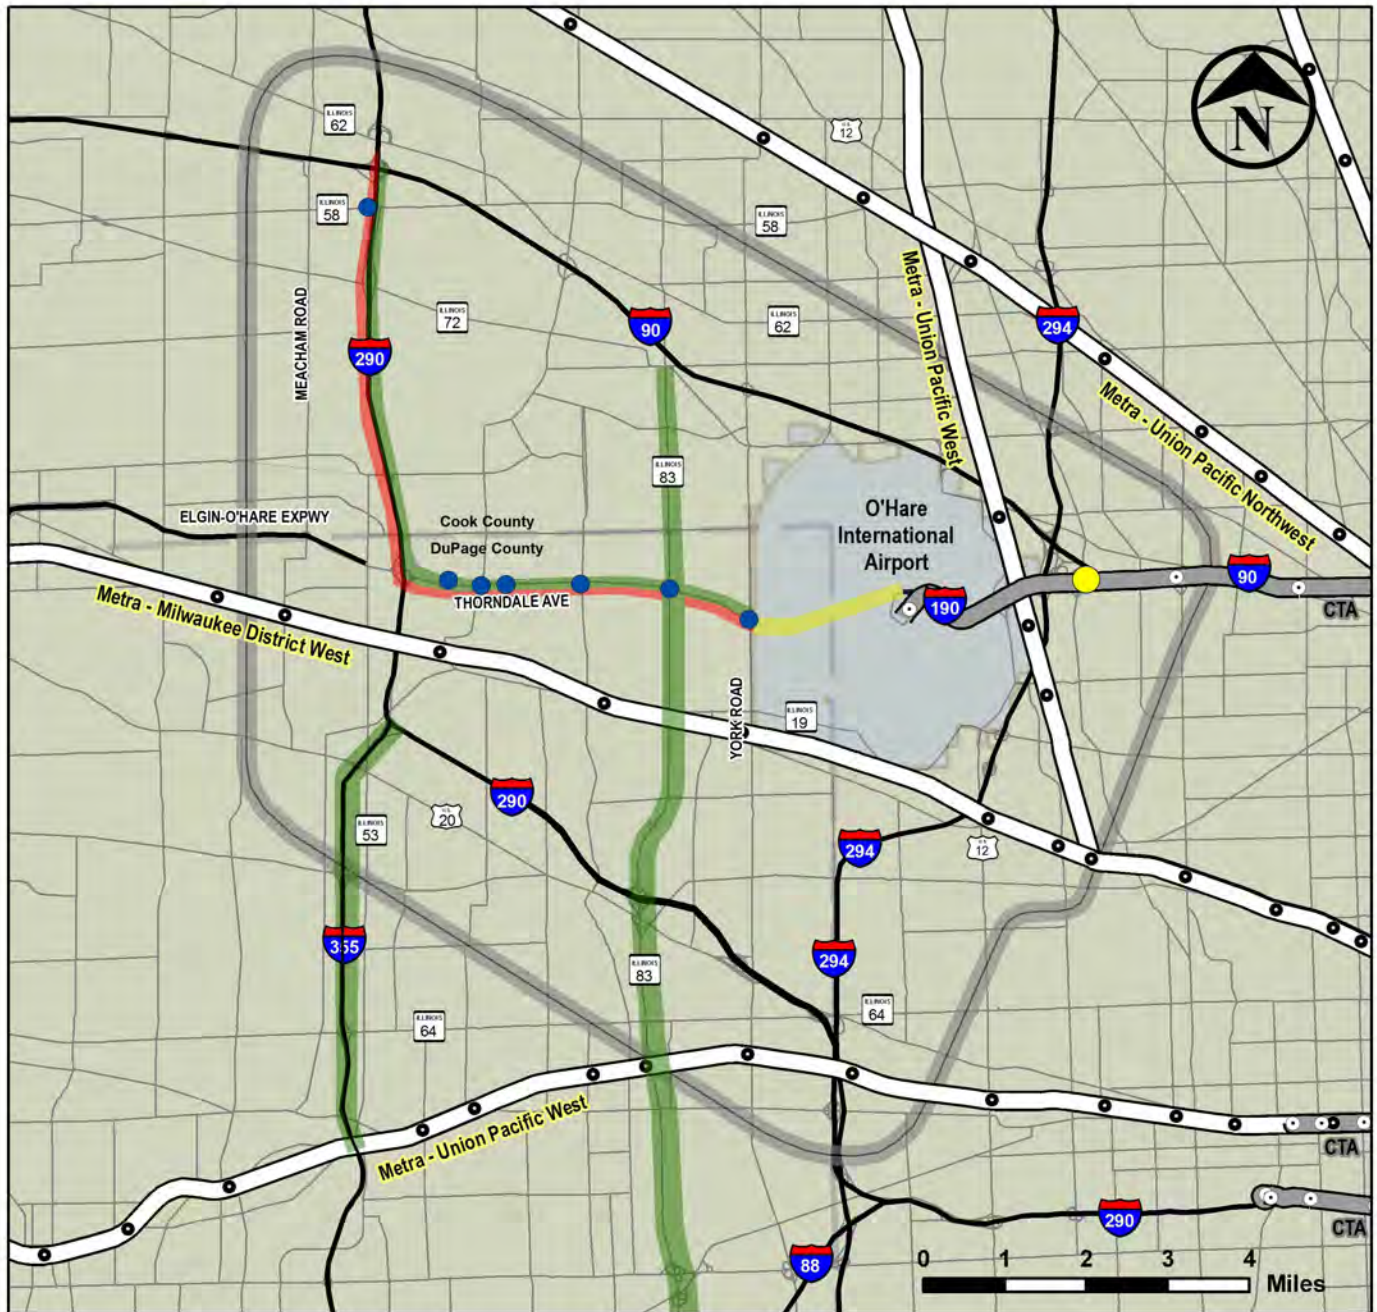 ILLINOIS
62
U S
12
N
ILLINOIS
58
ILLINOIS
58
Metra - Union Pacific West
MEACHAM ROAD
ILLINOIS
72
90
ILLINOIS
62
294
290
Metra - Union Pacific Northwest
ILLINOIS
83
ELGIN-O'HARE EXPWY
Cook County
DuPage County
O'Hare
International
Airport
THORNDALE AVE
190
90
CTA
Metra - Milwaukee District West
YORK ROAD
ILLINOIS
19
290
U S
20
ILLINOIS
53
294
U S
12
355
ILLINOIS
83
294
ILLINOIS
64
ILLINOIS
64
Metra - Union Pacific West
CTA
290
CTA
88
0 1 2 3 4
Miles